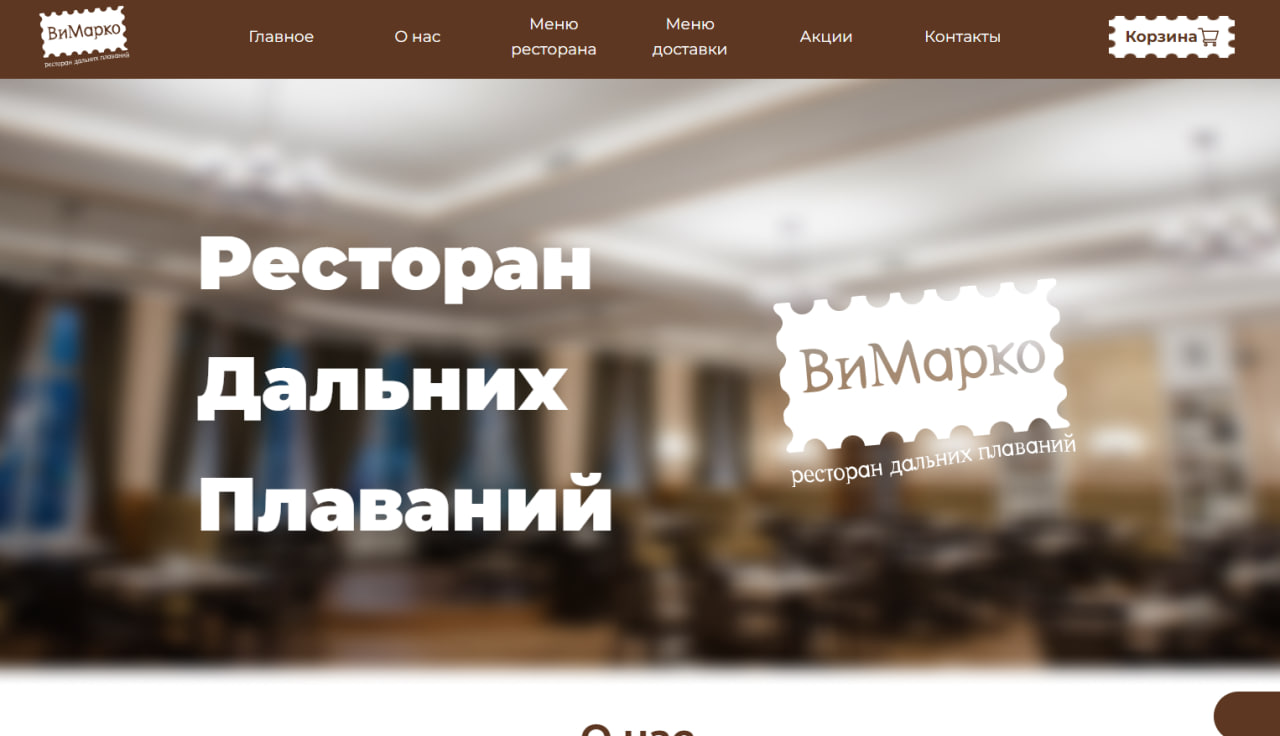 ВиМарко
ресторан дальних плаваний
Главное
О нас
Меню
ресторана
Меню
доставки
Акции
Контакты
Корзина
Ресторан
Дальних
Плаваний
ВиМарко
ресторан дальних плаваний
О нас